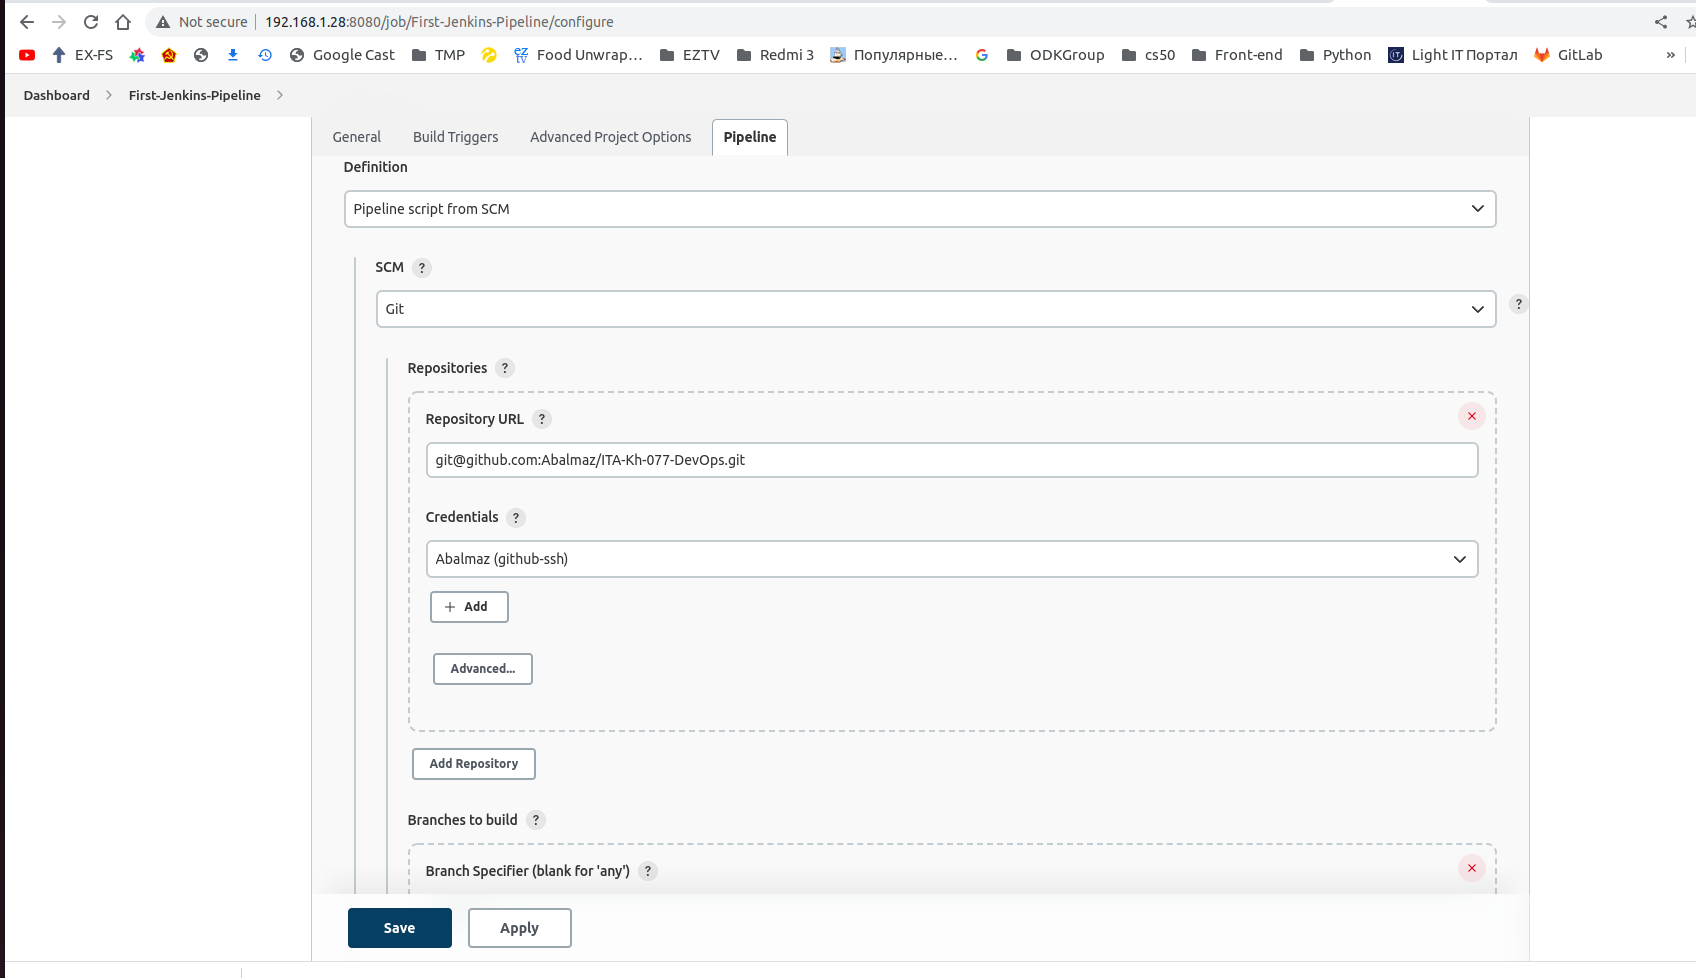 Not secure | 192.168.1.28:8080/job/First-Jenkins-Pipeline/configure
EX-FS Google Cast TMP Food Unwrap... EZTV Redmi 3 Популярные... ODKGroup cs50 Front-end Python Light IT Портал GitLab »
Dashboard First-Jenkins-Pipeline
General Build Triggers Advanced Project Options Pipeline
Definition
Pipeline script from SCM
SCM ?
Git
?
Repositories ?
Repository URL ?
git@github.com:Abalmaz/ITA-Kh-077-DevOps.git
Credentials ?
Abalmaz (github-ssh)
+ Add
Advanced...
Add Repository
Branches to build ?
Branch Specifier (blank for 'any') ?
Save Apply